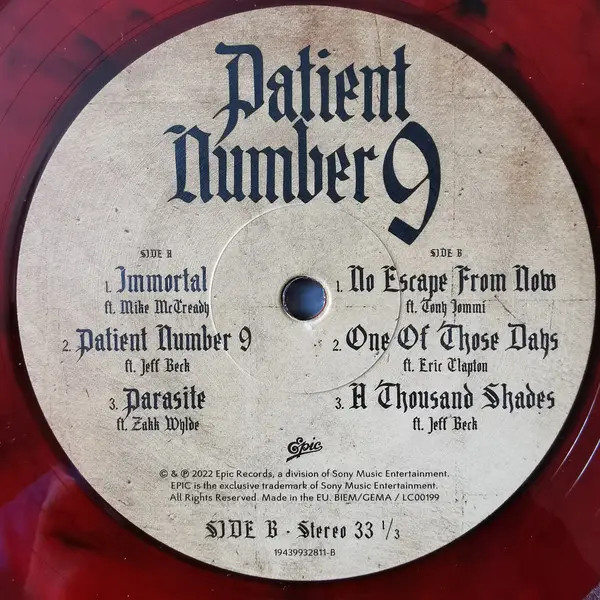 Patient
Number 9
SIDE A
1. Immortal
ft. Mike McCready
2. Patient Number 9
ft. Jeff Beck
3. Parasite
ft. Zakk Wylde
SIDE B
1. No Escape From Now
ft. Tony Iommi
2. One Of Those Days
ft. Eric Clapton
3. A Thousand Shades
ft. Jeff Beck
Epic
© & ℗ 2022 Epic Records, a division of Sony Music Entertainment.
EPIC is the exclusive trademark of Sony Music Entertainment.
All Rights Reserved. Made in the EU. BIEM/GEMA / LC00199
SIDE B - Stereo 33 1/3
19439932811-B